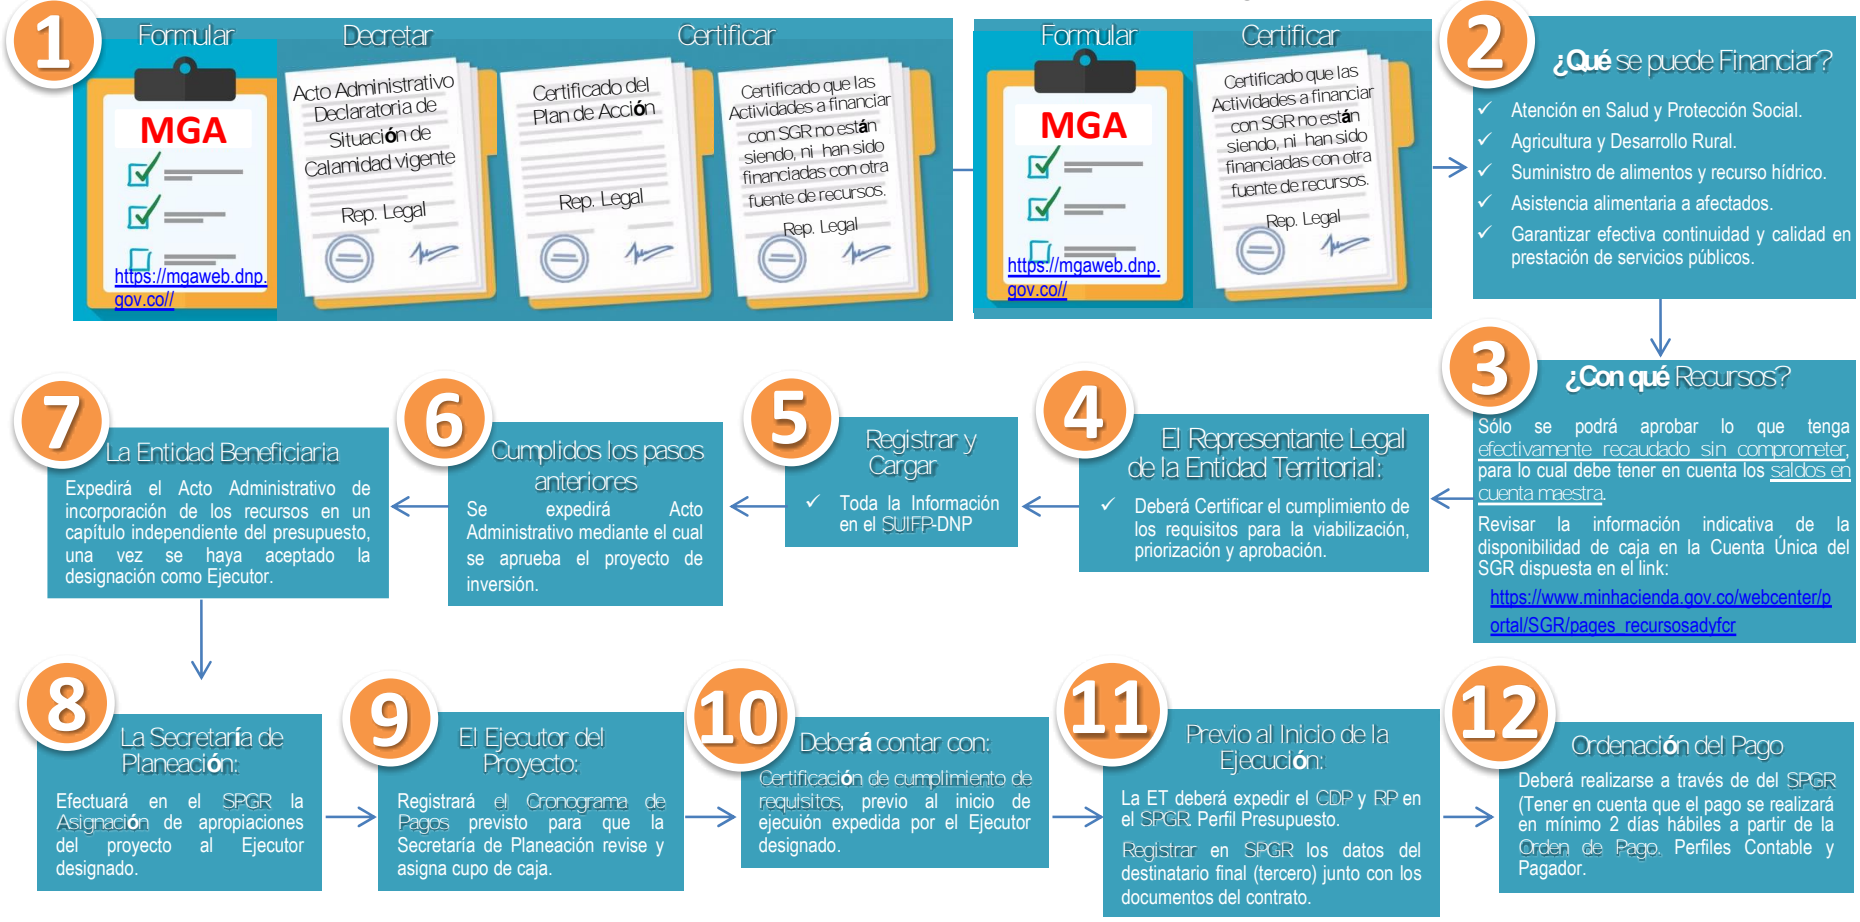 1
Formular
MGA
https://mgaweb.dnp.
gov.co//
Decretar
Acto Administrativo
Declaratoria de
Situación de
Calamidad vigente
Rep. Legal
Certificar
Certificado del
Plan de Acción
Rep. Legal
Certificado que las
Actividades a financiar
con SGR no están
siendo, ni han sido
financiadas con otra
fuente de recursos.
Rep. Legal
Formular
MGA
https://mgaweb.dnp.
gov.co//
Certificar
Certificado que las
Actividades a financiar
con SGR no están
siendo, ni han sido
financiadas con otra
fuente de recursos.
Rep. Legal
2
¿Qué se puede Financiar?
✓ Atención en Salud y Protección Social.
✓ Agricultura y Desarrollo Rural.
✓ Suministro de alimentos y recurso hídrico.
✓ Asistencia alimentaria a afectados.
✓ Garantizar efectiva continuidad y calidad en
prestación de servicios públicos.
3
¿Con qué Recursos?
Sólo se podrá aprobar lo que tenga
efectivamente recaudado sin comprometer,
para lo cual debe tener en cuenta los saldos en
cuenta maestra.
Revisar la información indicativa de la
disponibilidad de caja en la Cuenta Única del
SGR dispuesta en el link:
https://www.minhacienda.gov.co/webcenter/p
ortal/SGR/pages_recursosadyfcr
4
El Representante Legal
de la Entidad Territorial:
✓ Deberá Certificar el cumplimiento de
los requisitos para la viabilización,
priorización y aprobación.
5
Registrar y
Cargar
✓ Toda la Información
en el SUIFP-DNP
6
Cumplidos los pasos
anteriores
Se expedirá Acto
Administrativo mediante el cual
se aprueba el proyecto de
inversión.
7
La Entidad Beneficiaria
Expedirá el Acto Administrativo de
incorporación de los recursos en un
capítulo independiente del presupuesto,
una vez se haya aceptado la
designación como Ejecutor.
8
La Secretaría de
Planeación:
Efectuará en el SPGR la
Asignación de apropiaciones
del proyecto al Ejecutor
designado.
9
El Ejecutor del
Proyecto:
Registrará el Cronograma de
Pagos previsto para que la
Secretaría de Planeación revise y
asigna cupo de caja.
10
Deberá contar con:
Certificación de cumplimiento de
requisitos, previo al inicio de
ejecuión expedida por el Ejecutor
designado.
11
Previo al Inicio de la
Ejecución:
La ET deberá expedir el CDP y RP en
el SPGR. Perfil Presupuesto.
Registrar en SPGR los datos del
destinatario final (tercero) junto con los
documentos del contrato.
12
Ordenación del Pago
Deberá realizarse a través de del SPGR
(Tener en cuenta que el pago se realizará
en mínimo 2 días hábiles a partir de la
Orden de Pago. Perfiles Contable y
Pagador.